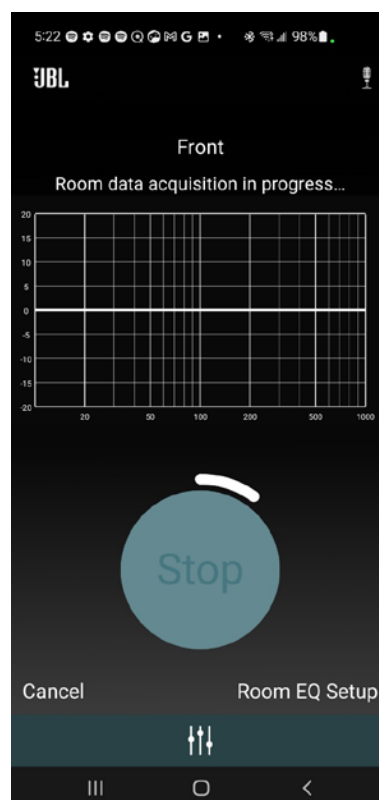 5:22 98%
JBL
Front
Room data acquisition in progress...
20
15
10
5
0
-5
-10
-15
-20
20 50 100 200 500 1000
Stop
Cancel Room EQ Setup